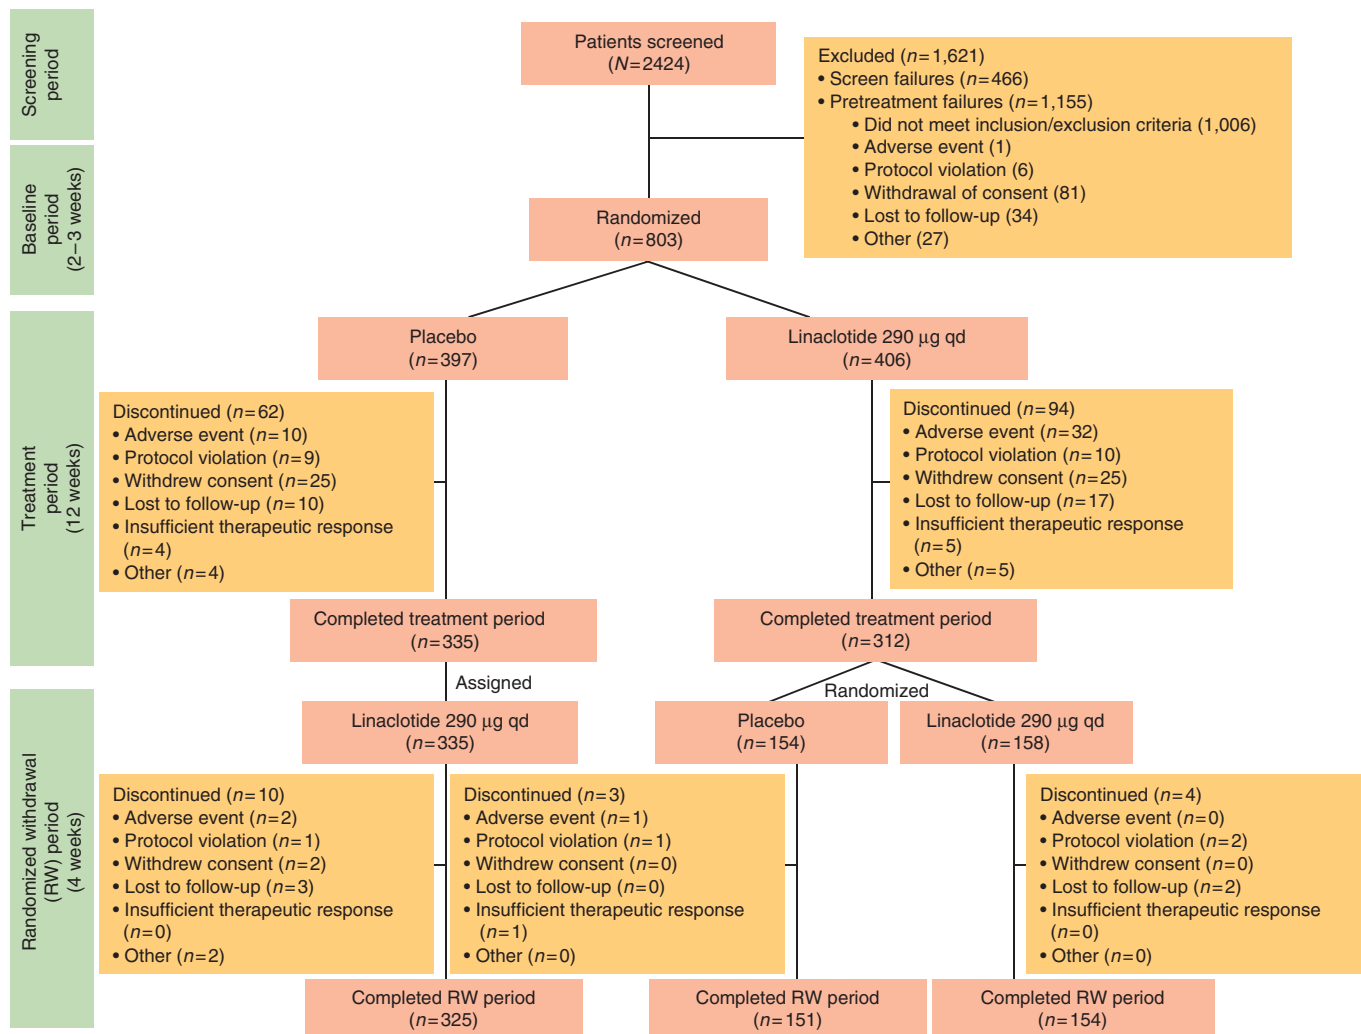 Screening
period
Patients screened
(N=2424)
Excluded (n=1,621)
• Screen failures (n=466)
• Pretreatment failures (n=1,155)
• Did not meet inclusion/exclusion criteria (1,006)
• Adverse event (1)
• Protocol violation (6)
• Withdrawal of consent (81)
• Lost to follow-up (34)
• Other (27)
Baseline
period
(2–3 weeks)
Randomized
(n=803)
Treatment
period
(12 weeks)
Placebo
(n=397)
Linaclotide 290 μg qd
(n=406)
Discontinued (n=62)
• Adverse event (n=10)
• Protocol violation (n=9)
• Withdrew consent (n=25)
• Lost to follow-up (n=10)
• Insufficient therapeutic response
(n=4)
• Other (n=4)
Discontinued (n=94)
• Adverse event (n=32)
• Protocol violation (n=10)
• Withdrew consent (n=25)
• Lost to follow-up (n=17)
• Insufficient therapeutic response
(n=5)
• Other (n=5)
Completed treatment period
(n=335)
Completed treatment period
(n=312)
Assigned
Randomized
Randomized withdrawal
(RW) period
(4 weeks)
Linaclotide 290 μg qd
(n=335)
Placebo
(n=154)
Linaclotide 290 μg qd
(n=158)
Discontinued (n=10)
• Adverse event (n=2)
• Protocol violation (n=1)
• Withdrew consent (n=2)
• Lost to follow-up (n=3)
• Insufficient therapeutic response
(n=0)
• Other (n=2)
Discontinued (n=3)
• Adverse event (n=1)
• Protocol violation (n=1)
• Withdrew consent (n=0)
• Lost to follow-up (n=0)
• Insufficient therapeutic response
(n=1)
• Other (n=0)
Discontinued (n=4)
• Adverse event (n=0)
• Protocol violation (n=2)
• Withdrew consent (n=0)
• Lost to follow-up (n=2)
• Insufficient therapeutic response
(n=0)
• Other (n=0)
Completed RW period
(n=325)
Completed RW period
(n=151)
Completed RW period
(n=154)